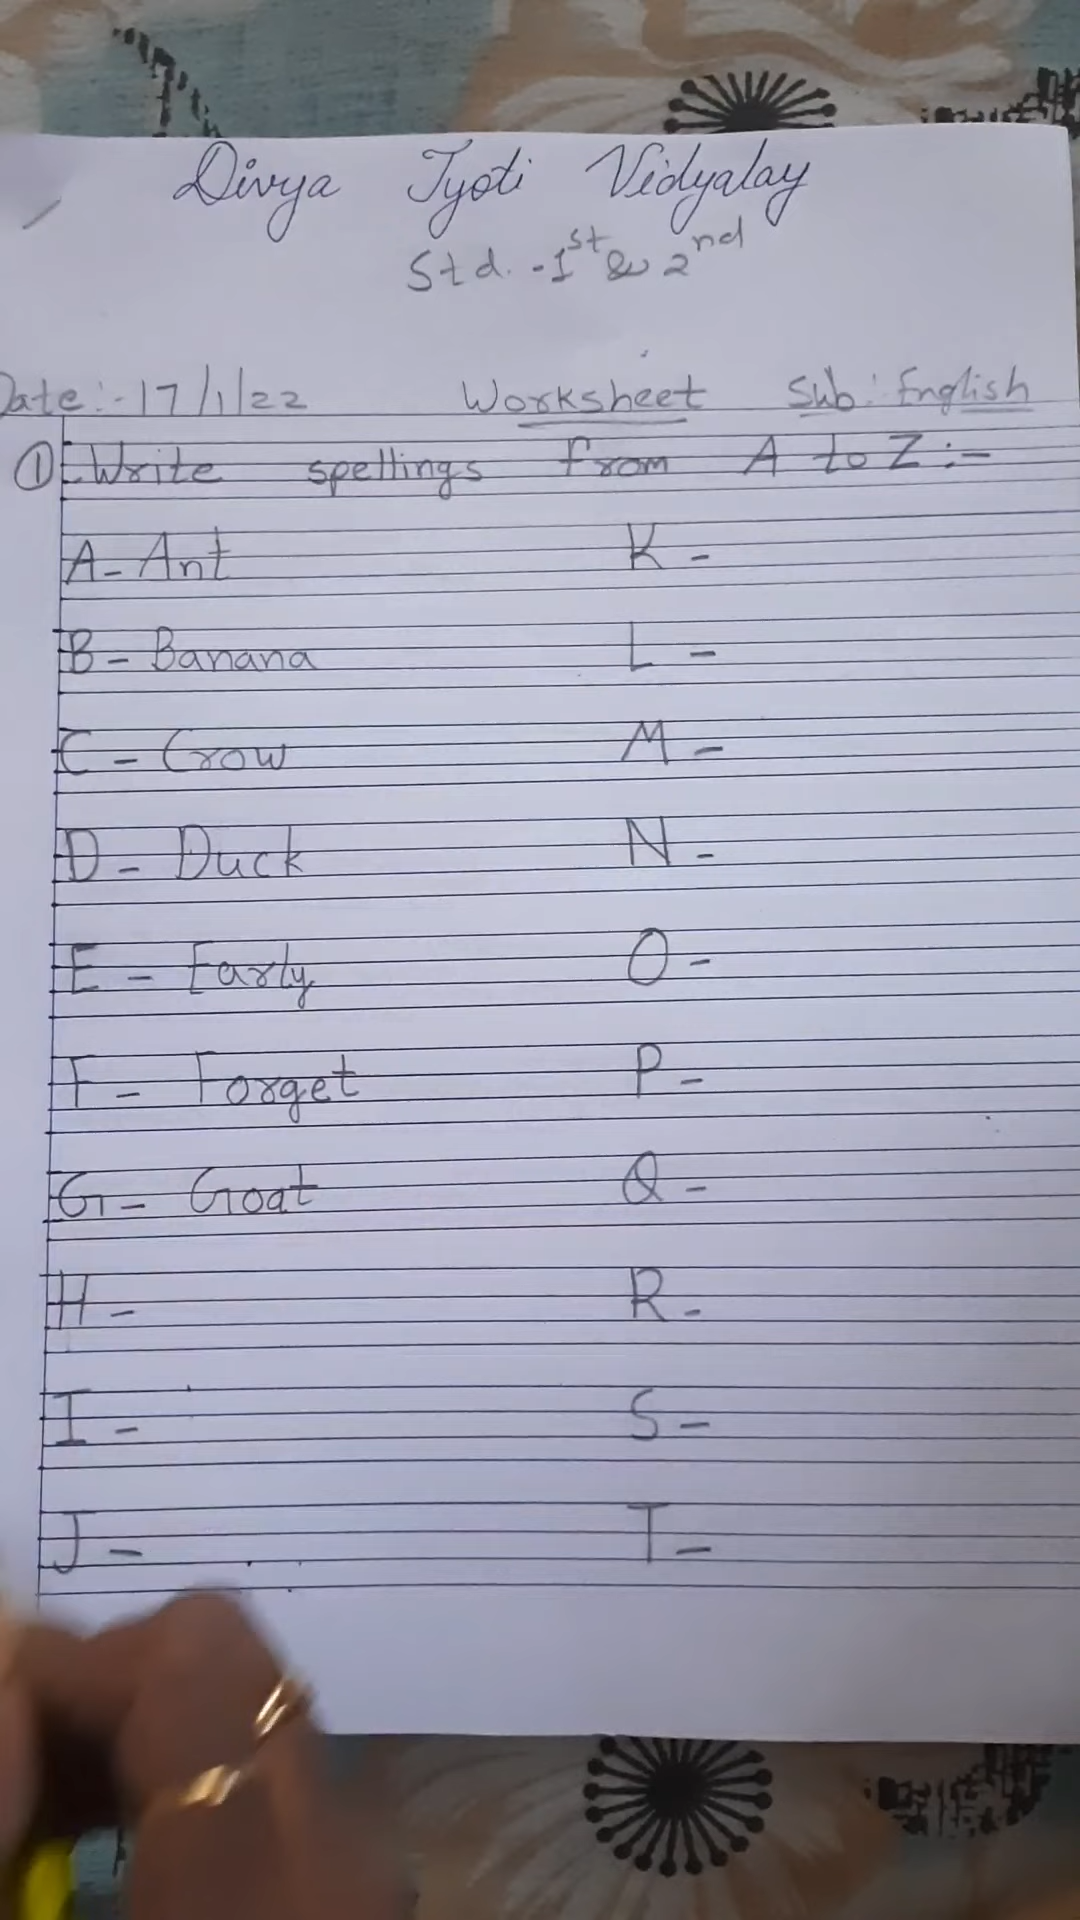 Divya Jyoti Vidyalay
Std. - 1st & 2nd
Date:- 17/1/22 Worksheet Sub: English
① Write spellings from A to Z :-
A - Ant K -
B - Banana L -
C - Crow M -
D - Duck N -
E - Early O -
F - Forget P -
G - Goat Q -
H - R -
I - S -
J - T -